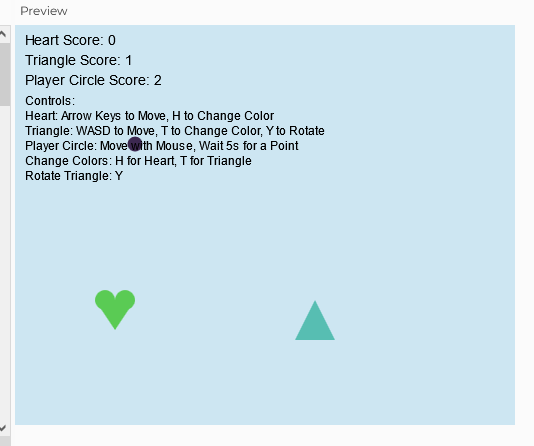 Preview
Heart Score: 0
Triangle Score: 1
Player Circle Score: 2
Controls:
Heart: Arrow Keys to Move, H to Change Color
Triangle: WASD to Move, T to Change Color, Y to Rotate
Player Circle: Move with Mouse, Wait 5s for a Point
Change Colors: H for Heart, T for Triangle
Rotate Triangle: Y